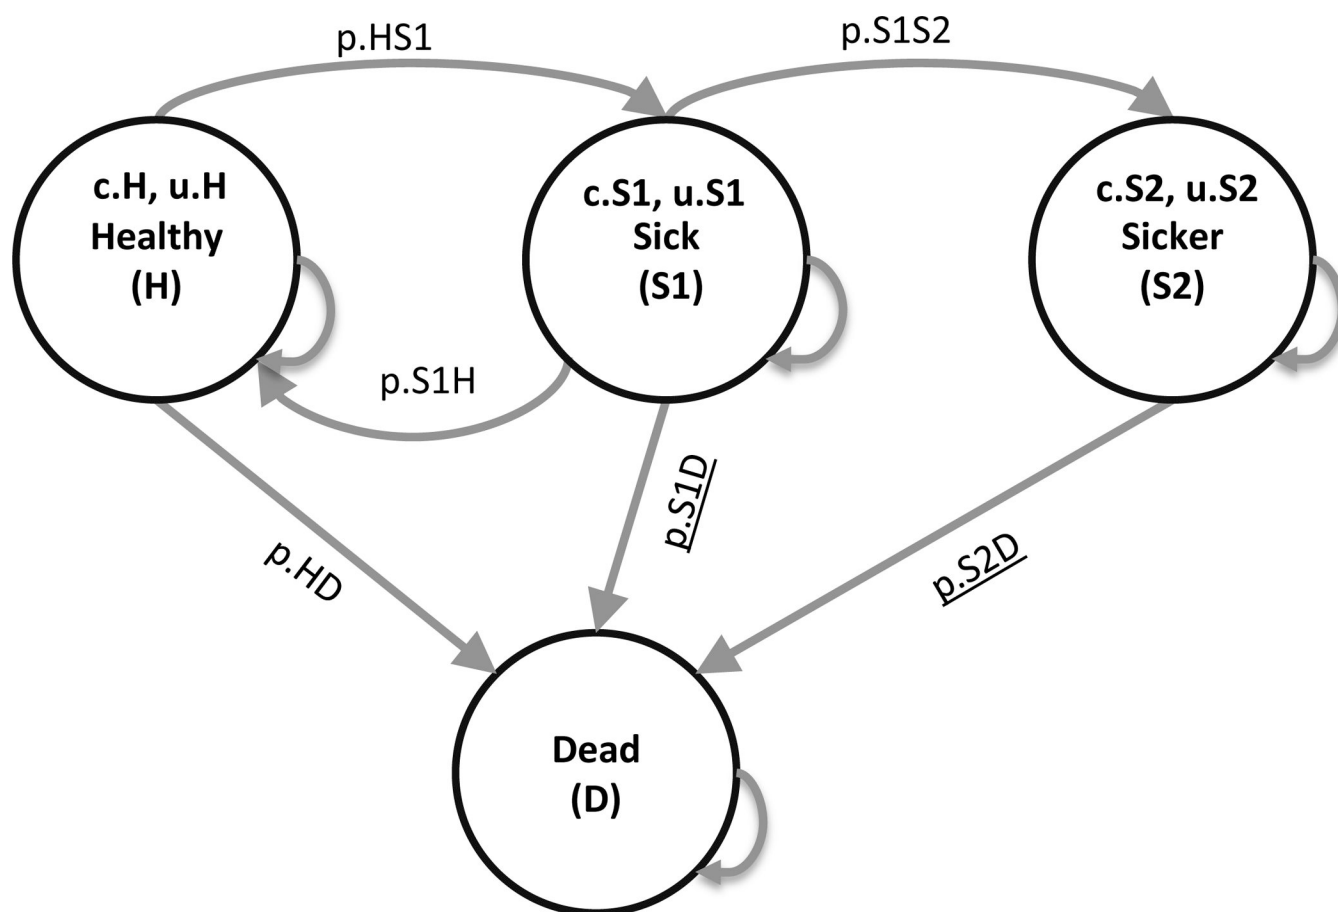 p.HS1
p.S1S2
c.H, u.H
Healthy
(H)
c.S1, u.S1
Sick
(S1)
c.S2, u.S2
Sicker
(S2)
p.S1H
p.HD
p.S1D
p.S2D
Dead
(D)